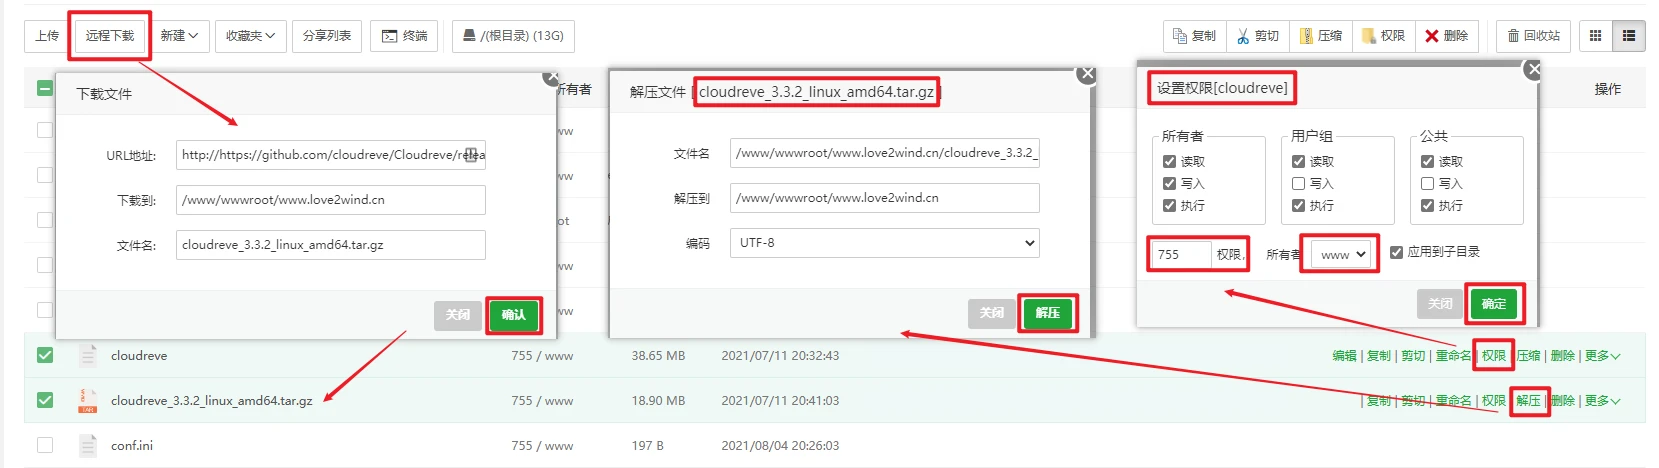 上传 远程下载 新建 收藏夹 分享列表 终端 /(根目录) (13G) 复制 剪切 压缩 权限 删除 回收站
所有者 操作
下载文件
URL地址: http://https://github.com/cloudreve/Cloudreve/relea
下载到: /www/wwwroot/www.love2wind.cn
文件名: cloudreve_3.3.2_linux_amd64.tar.gz
关闭 确认
解压文件 [cloudreve_3.3.2_linux_amd64.tar.gz]
文件名 /www/wwwroot/www.love2wind.cn/cloudreve_3.3.2_
解压到 /www/wwwroot/www.love2wind.cn
编码 UTF-8
关闭 解压
设置权限[cloudreve]
所有者 用户组 公共
读取 读取 读取
写入 写入 写入
执行 执行 执行
755 权限, 所有者 www 应用到子目录
关闭 确定
www
www
ot
ww
ww
cloudreve 755 / www 38.65 MB 2021/07/11 20:32:43 编辑 | 复制 | 剪切 | 重命名 | 权限 | 压缩 | 删除 | 更多
cloudreve_3.3.2_linux_amd64.tar.gz 755 / www 18.90 MB 2021/07/11 20:41:03 | 复制 | 剪切 | 重命名 | 权限 | 解压 | 删除 | 更多
conf.ini 755 / www 197 B 2021/08/04 20:26:03